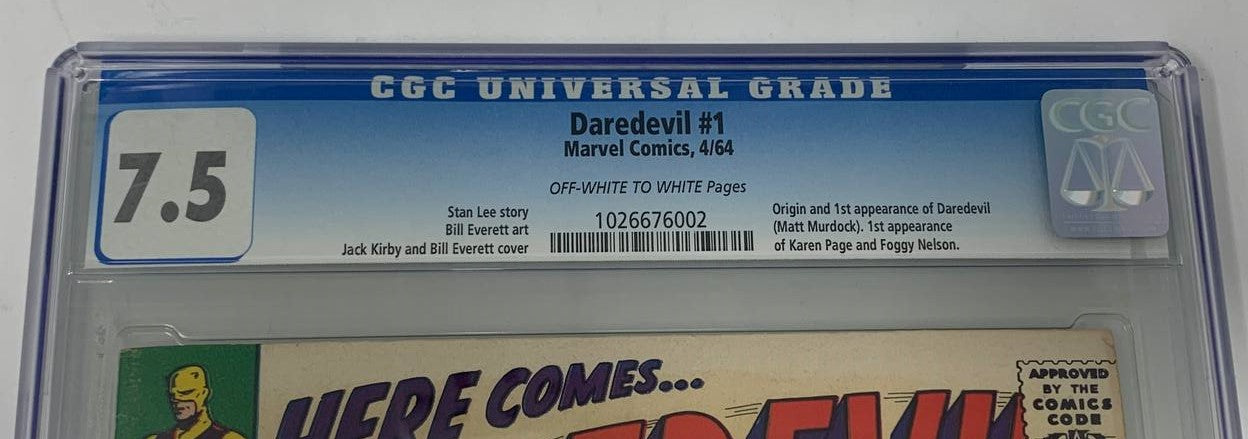 CGC UNIVERSAL GRADE
7.5
Daredevil #1
Marvel Comics, 4/64
OFF-WHITE TO WHITE Pages
Stan Lee story
Bill Everett art
Jack Kirby and Bill Everett cover
1026676002
Origin and 1st appearance of Daredevil
(Matt Murdock). 1st appearance
of Karen Page and Foggy Nelson.
CGC
HERE COMES...
APPROVED
BY THE
COMICS
CODE